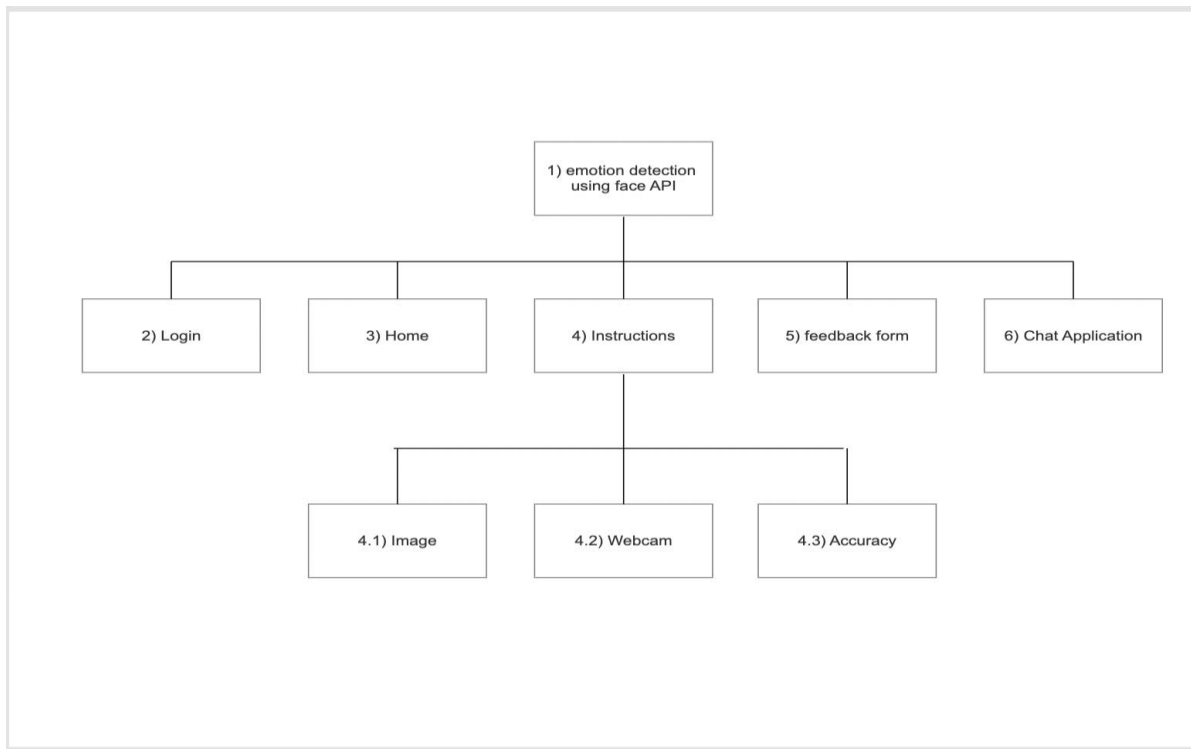 1) emotion detection
using face API
2) Login
3) Home
4) Instructions
5) feedback form
6) Chat Application
4.1) Image
4.2) Webcam
4.3) Accuracy